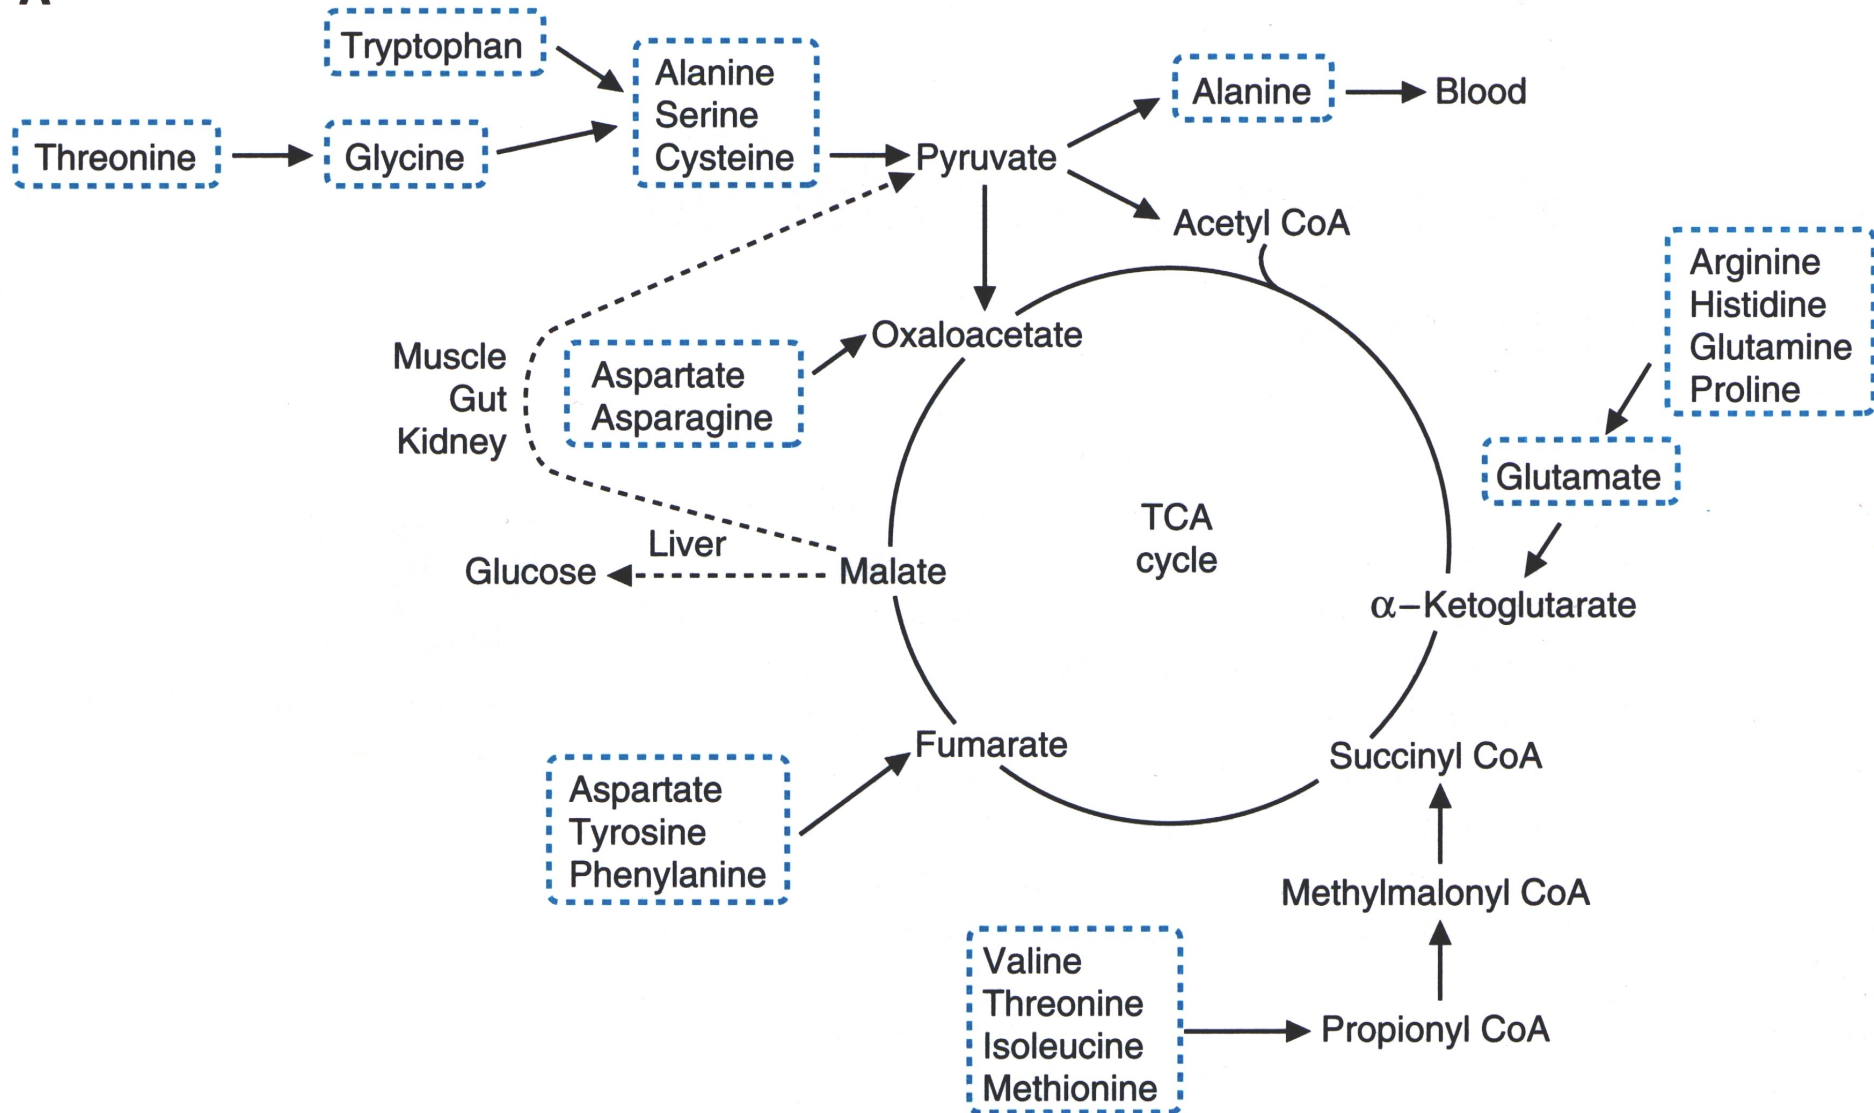 Tryptophan
Alanine
Serine
Cysteine
Threonine
Glycine
Pyruvate
Alanine
Blood
Acetyl CoA
Arginine
Histidine
Glutamine
Proline
Oxaloacetate
Muscle
Gut
Kidney
Aspartate
Asparagine
Glutamate
TCA
cycle
Liver
Glucose
Malate
α–Ketoglutarate
Fumarate
Succinyl CoA
Aspartate
Tyrosine
Phenylanine
Methylmalonyl CoA
Valine
Threonine
Isoleucine
Methionine
Propionyl CoA